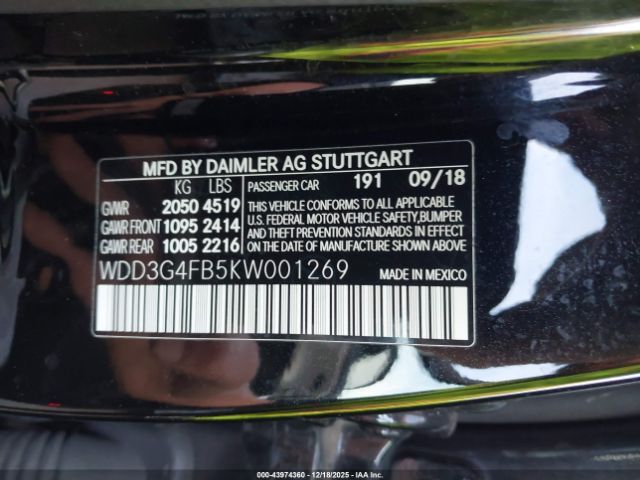 MFD BY DAIMLER AG STUTTGART
KG LBS
GVWR 2050 4519
GAWR FRONT 1095 2414
GAWR REAR 1005 2216
PASSENGER CAR 191 09/18
THIS VEHICLE CONFORMS TO ALL APPLICABLE
U.S. FEDERAL MOTOR VEHICLE SAFETY,BUMPER
AND THEFT PREVENTION STANDARDS IN
EFFECT ON THE DATE OF MANUFACTURE
SHOWN ABOVE.
WDD3G4FB5KW001269
MADE IN MEXICO
000-43974360 - 12/18/2025 - IAAI, Inc.